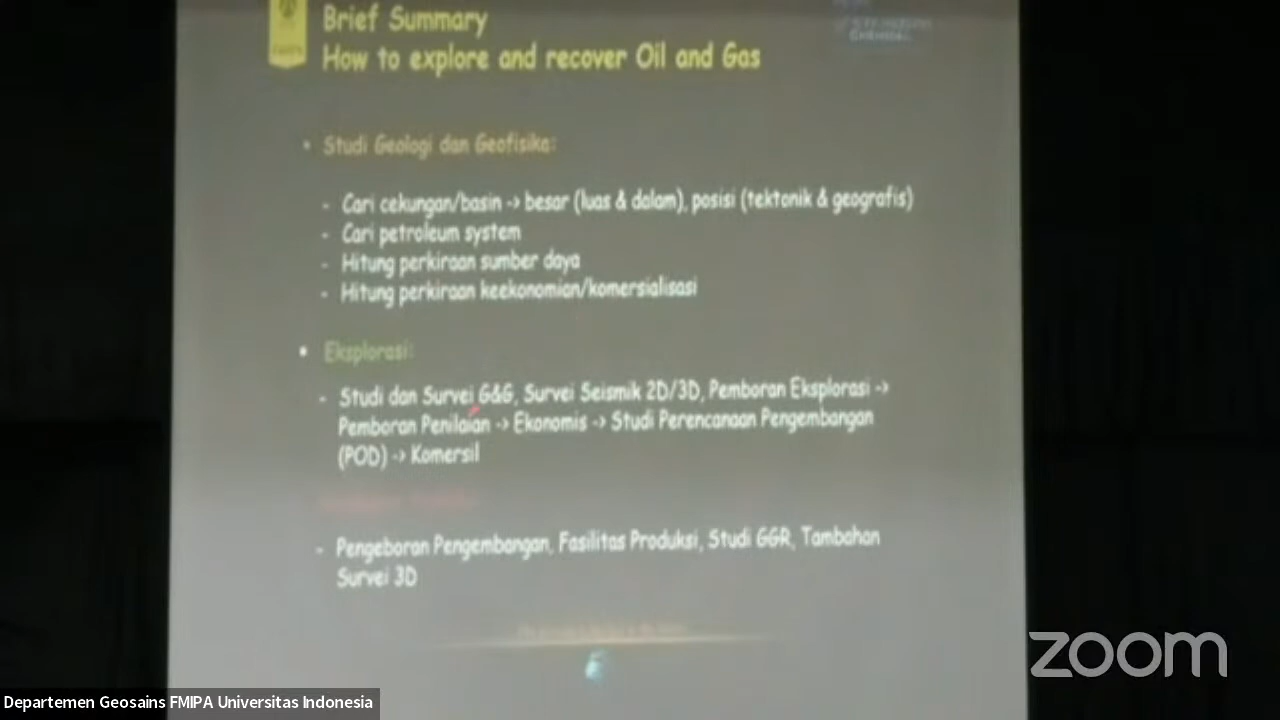 Brief Summary
How to explore and recover Oil and Gas
• Studi Geologi dan Geofisika:
- Cari cekungan/basin -> besar (luas & dalam), posisi (tektonik & geografis)
- Cari petroleum system
- Hitung perkiraan sumber daya
- Hitung perkiraan keekonomian/komersialisasi
• Eksplorasi:
- Studi dan Survei G&G, Survei Seismik 2D/3D, Pemboran Eksplorasi ->
Pemboran Penilaian -> Ekonomis -> Studi Perencanaan Pengembangan
(POD) -> Komersil
- Pengeboran Pengembangan, Fasilitas Produksi, Studi GGR, Tambahan
Survei 3D
zoom
Departemen Geosains FMIPA Universitas Indonesia